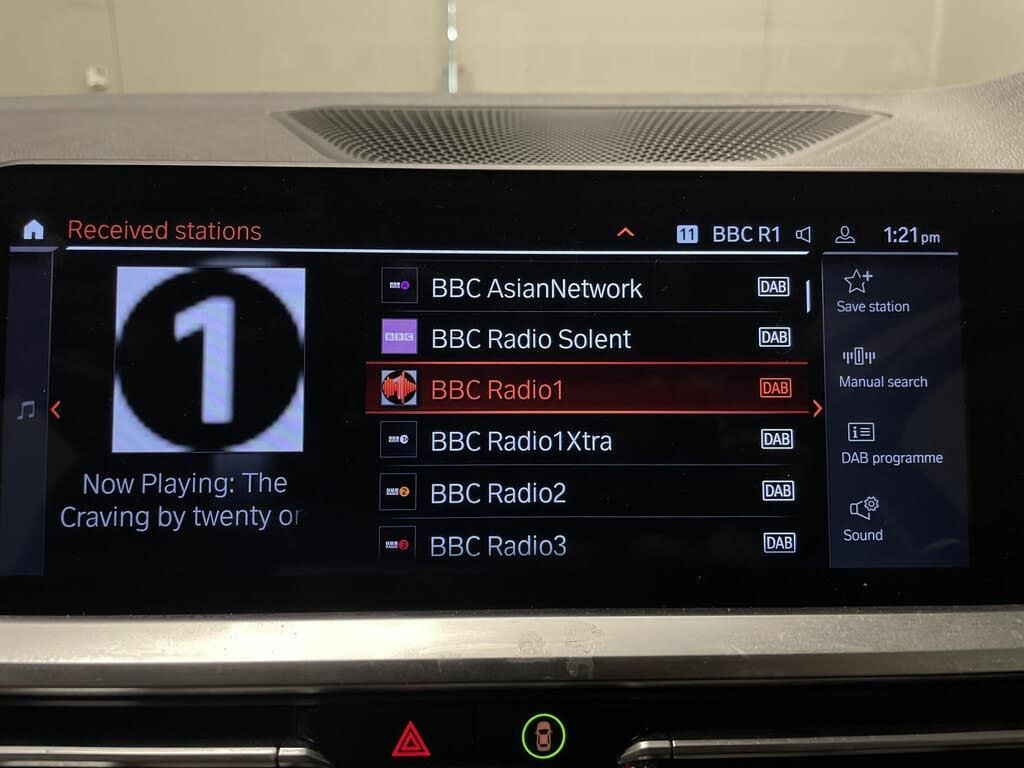 Received stations
11 BBC R1 1:21pm
1
Now Playing: The
Craving by twenty or
BBC AsianNetwork DAB
BBC BBC Radio Solent DAB
BBC Radio1 DAB
BBC Radio1Xtra DAB
BBC Radio2 DAB
BBC Radio3 DAB
Save station
Manual search
DAB programme
Sound